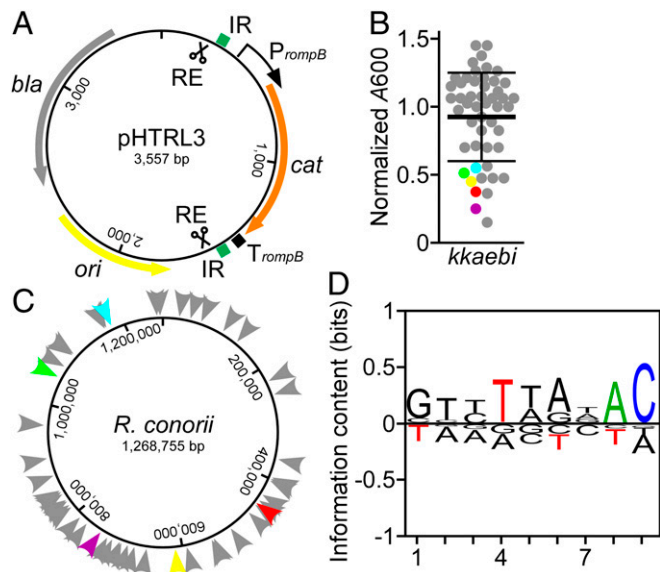 A
IR
P rompB
RE
bla
3,000
pHTRL3
3,557 bp
1,000
cat
RE
2,000
ori
IR
T rompB
B
Normalized A600
1.5
1.0
0.5
0
kkaebi
C
1,200,000
200,000
1,000,000
R. conorii
1,268,755 bp
400,000
800,000
600,000
D
Information content (bits)
1
0.5
0
-0.5
-1
G T T T T A T A C
T A A G G C C T A
1 4 7